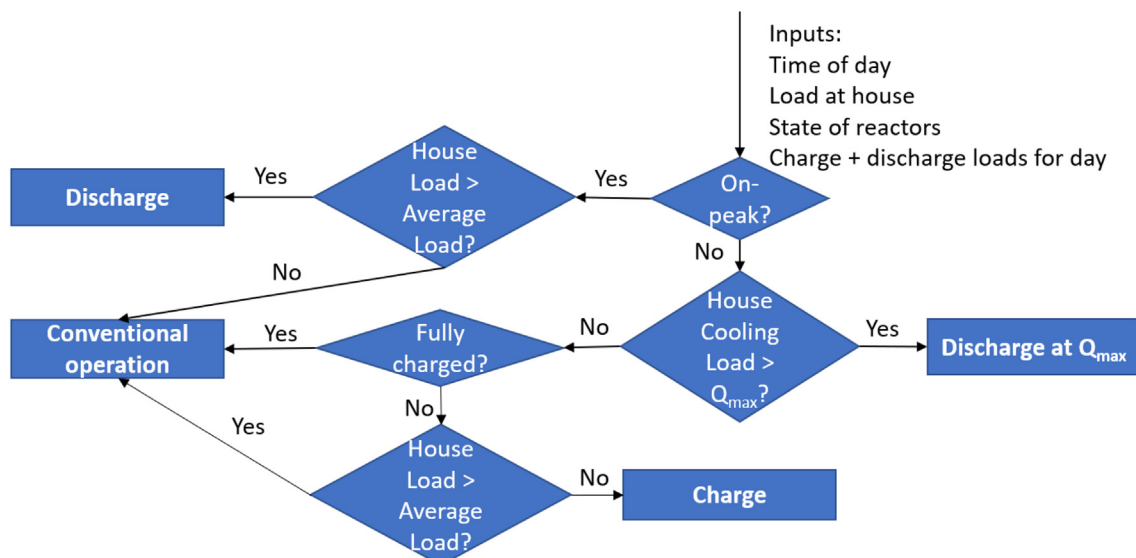 Inputs:
Time of day
Load at house
State of reactors
Charge + discharge loads for day
On-
peak?
Yes
House
Load >
Average
Load?
Yes
Discharge
No
No
House
Cooling
Load >
Qmax?
Yes
Discharge at Qmax
No
Fully
charged?
Yes
Conventional
operation
No
House
Load >
Average
Load?
Yes
No
Charge